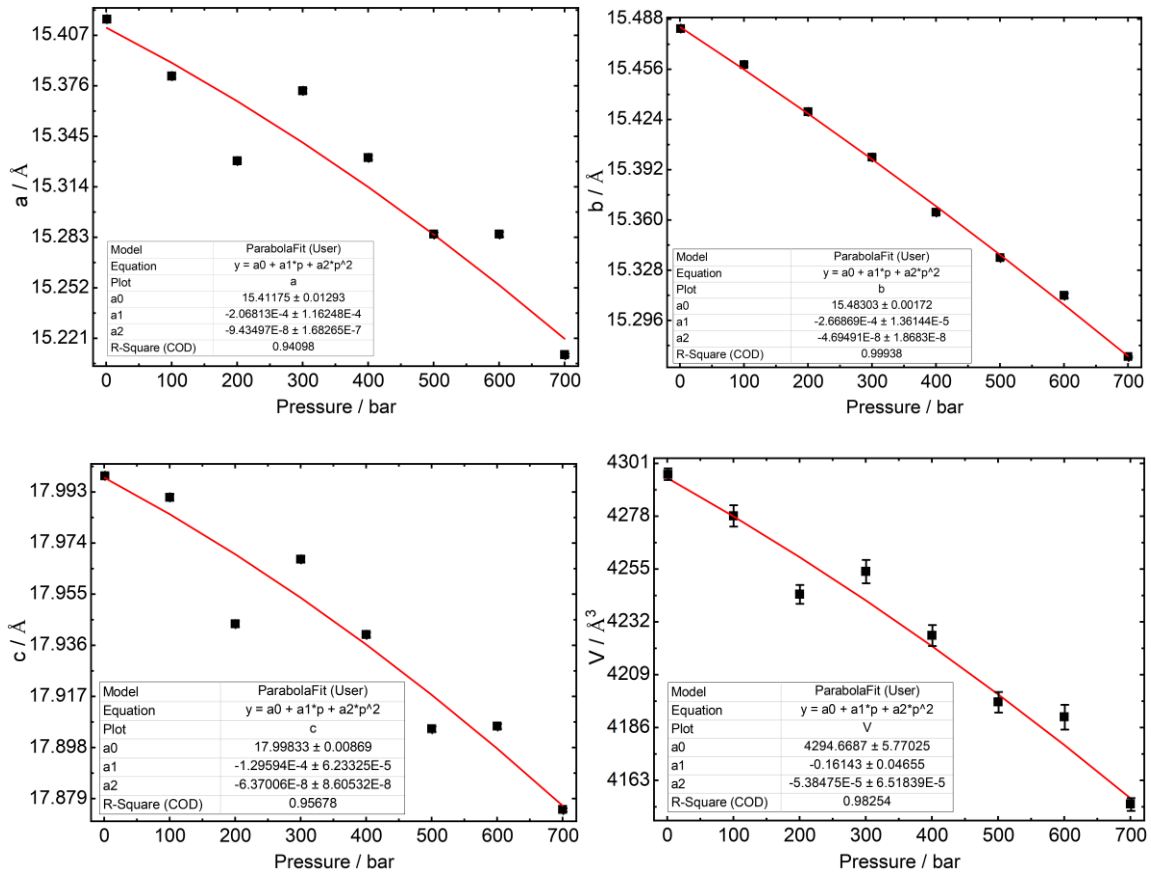 a / Å
15.407
15.376
15.345
15.314
15.283
15.252
15.221
Model ParabolaFit (User)
Equation y = a0 + a1*p + a2*p^2
Plot a
a0 15.41175 ± 0.01293
a1 -2.06813E-4 ± 1.16248E-4
a2 -9.43497E-8 ± 1.68265E-7
R-Square (COD) 0.94098
0 100 200 300 400 500 600 700
Pressure / bar
b / Å
15.488
15.456
15.424
15.392
15.360
15.328
15.296
Model ParabolaFit (User)
Equation y = a0 + a1*p + a2*p^2
Plot b
a0 15.48303 ± 0.00172
a1 -2.66869E-4 ± 1.36144E-5
a2 -4.69491E-8 ± 1.8683E-8
R-Square (COD) 0.99938
0 100 200 300 400 500 600 700
Pressure / bar
c / Å
17.993
17.974
17.955
17.936
17.917
17.898
17.879
Model ParabolaFit (User)
Equation y = a0 + a1*p + a2*p^2
Plot c
a0 17.99833 ± 0.00869
a1 -1.29594E-4 ± 6.23325E-5
a2 -6.37006E-8 ± 8.60532E-8
R-Square (COD) 0.95678
0 100 200 300 400 500 600 700
Pressure / bar
V / Å^3
4301
4278
4255
4232
4209
4186
4163
Model ParabolaFit (User)
Equation y = a0 + a1*p + a2*p^2
Plot V
a0 4294.6687 ± 5.77025
a1 -0.16143 ± 0.04655
a2 -5.38475E-5 ± 6.51839E-5
R-Square (COD) 0.98254
0 100 200 300 400 500 600 700
Pressure / bar